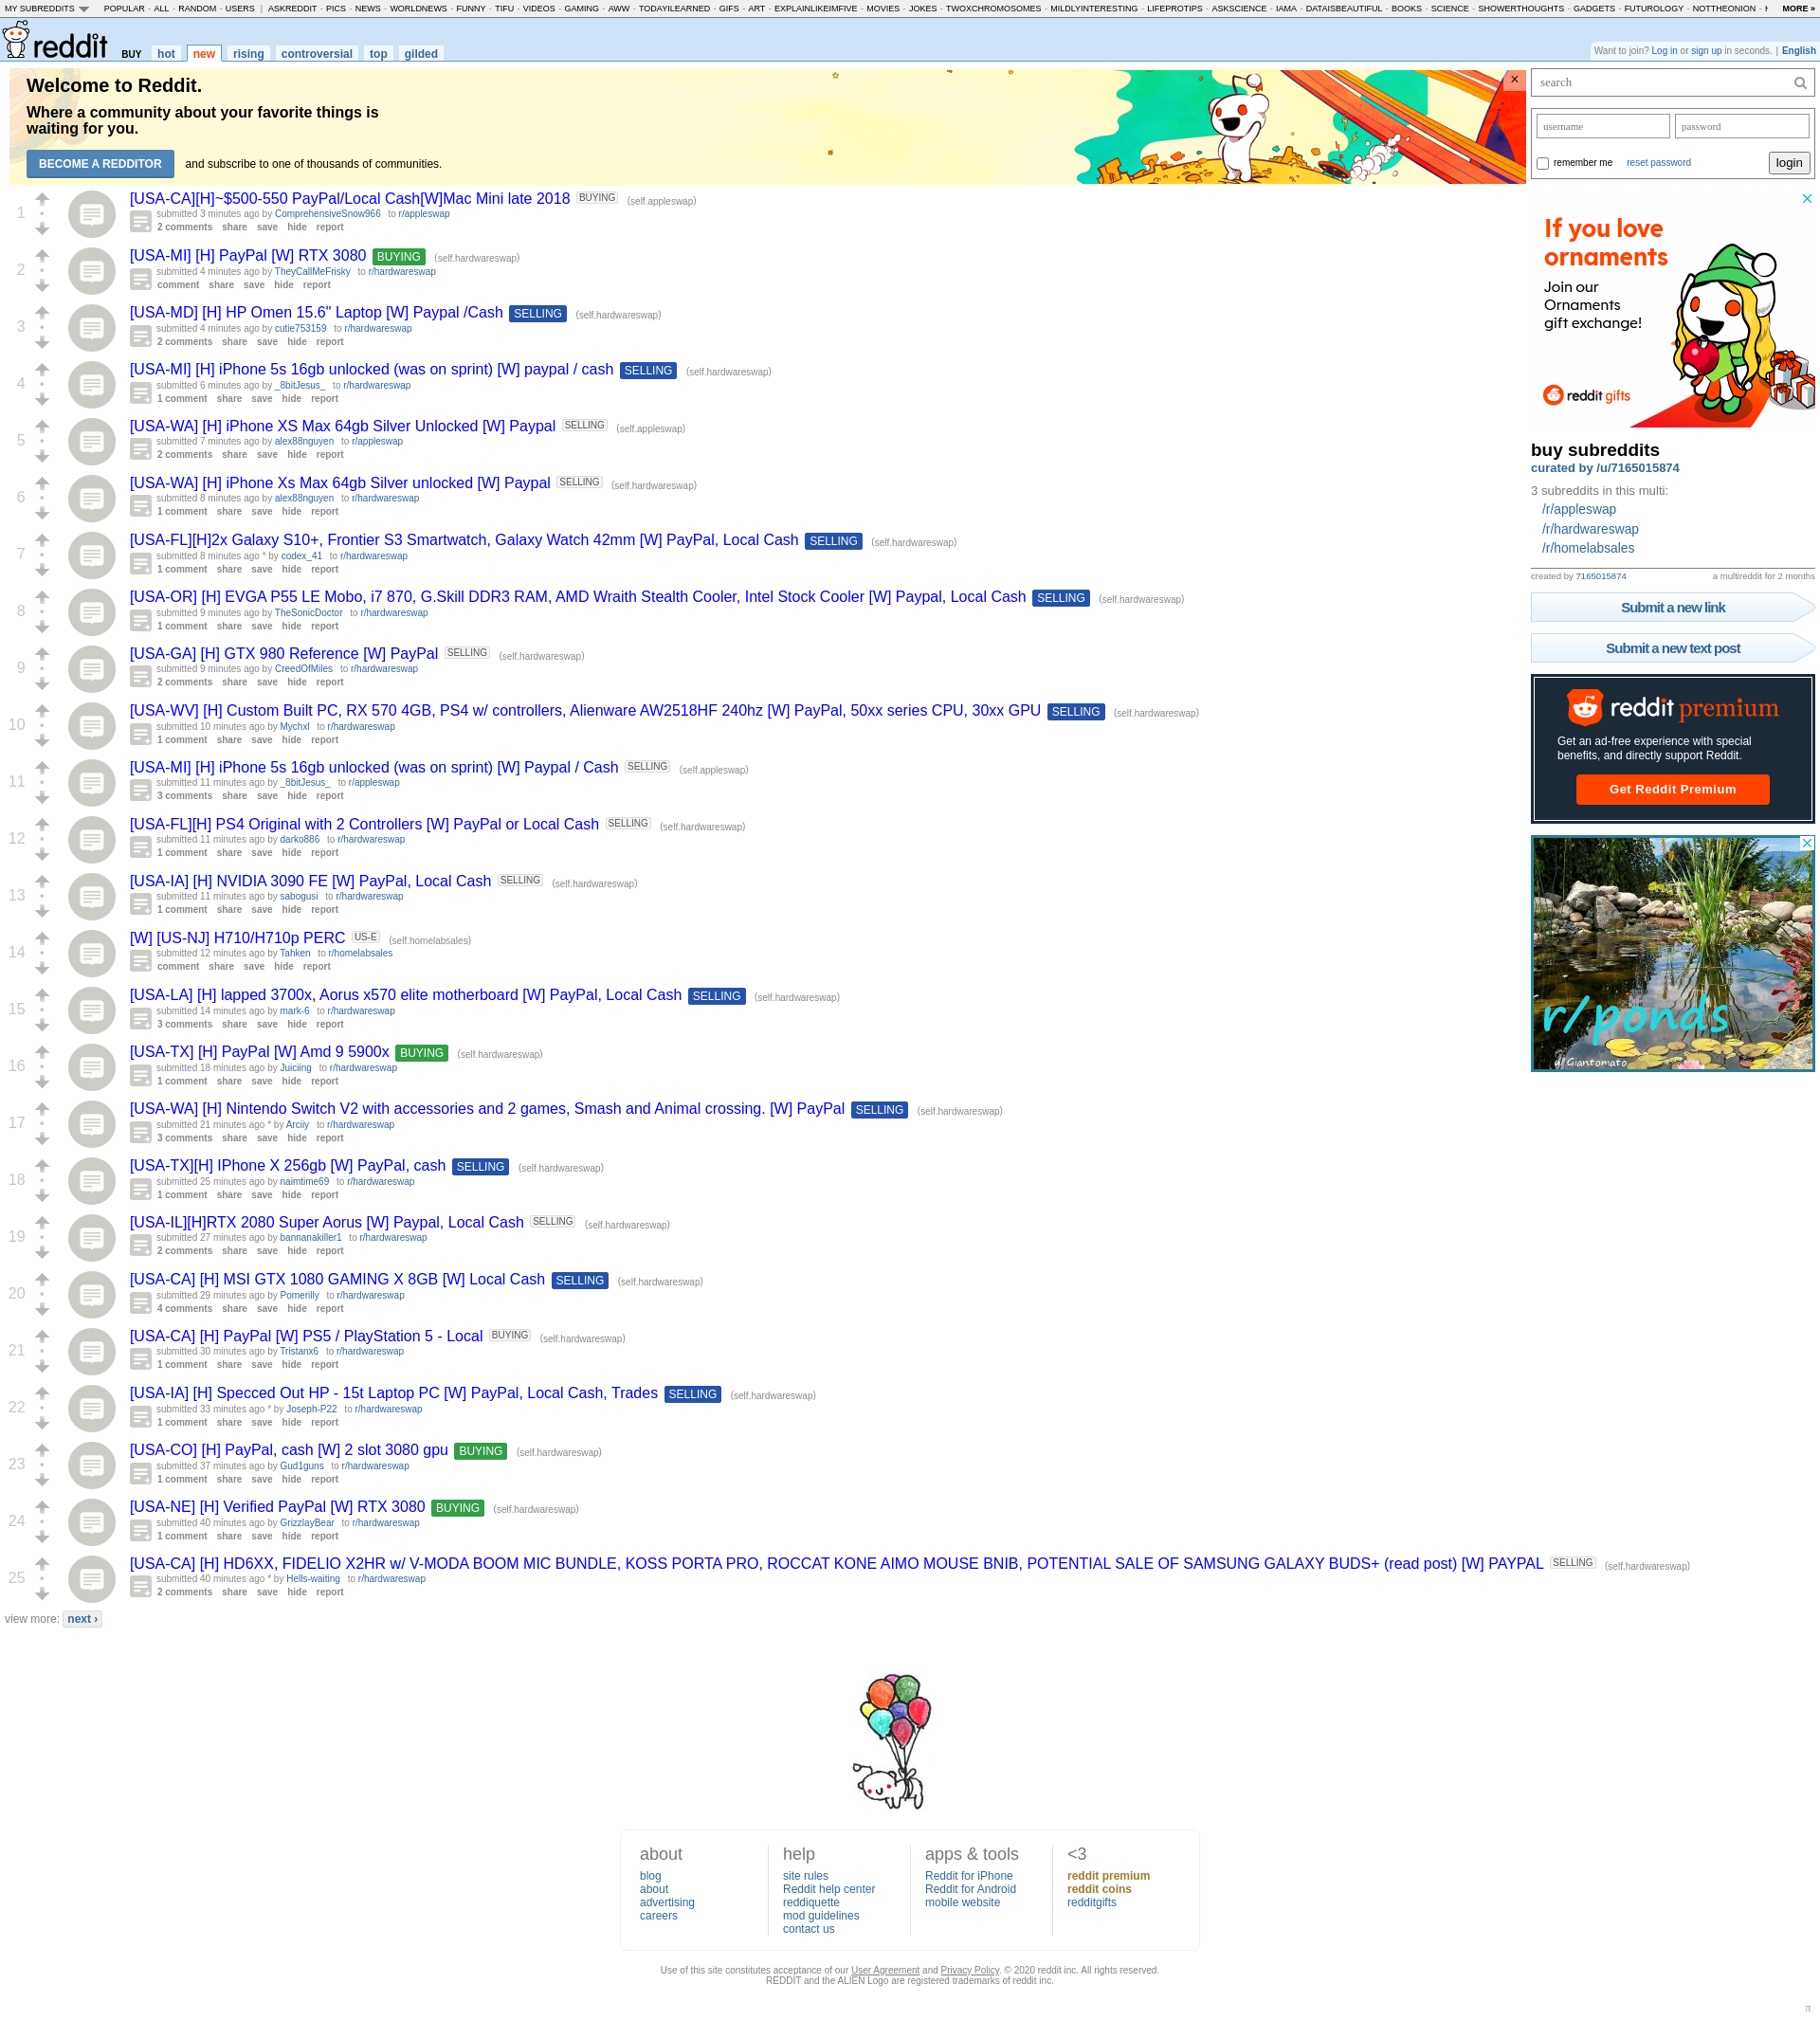 MY SUBREDDITS POPULAR - ALL - RANDOM - USERS | ASKREDDIT - PICS - NEWS - WORLDNEWS - FUNNY - TIFU - VIDEOS - GAMING - AWW - TODAYILEARNED - GIFS - ART - EXPLAINLIKEIMFIVE - MOVIES - JOKES - TWOXCHROMOSOMES - MILDLYINTERESTING - LIFEPROTIPS - ASKSCIENCE - IAMA - DATAISBEAUTIFUL - BOOKS - SCIENCE - SHOWERTHOUGHTS - GADGETS - FUTUROLOGY - NOTTHEONION - MORE »
reddit BUY hot new rising controversial top gilded
Want to join? Log in or sign up in seconds. | English
Welcome to Reddit.
Where a community about your favorite things is
waiting for you.
BECOME A REDDITOR and subscribe to one of thousands of communities.
×
search
username password
remember me reset password login
1
[USA-CA][H]~$500-550 PayPal/Local Cash[W]Mac Mini late 2018 BUYING (self.appleswap)
submitted 3 minutes ago by ComprehensiveSnow966 to r/appleswap
2 comments share save hide report
2
[USA-MI] [H] PayPal [W] RTX 3080 BUYING (self.hardwareswap)
submitted 4 minutes ago by TheyCallMeFrisky to r/hardwareswap
comment share save hide report
3
[USA-MD] [H] HP Omen 15.6" Laptop [W] Paypal /Cash SELLING (self.hardwareswap)
submitted 4 minutes ago by cutie753159 to r/hardwareswap
2 comments share save hide report
4
[USA-MI] [H] iPhone 5s 16gb unlocked (was on sprint) [W] paypal / cash SELLING (self.hardwareswap)
submitted 6 minutes ago by _8bitJesus_ to r/hardwareswap
1 comment share save hide report
5
[USA-WA] [H] iPhone XS Max 64gb Silver Unlocked [W] Paypal SELLING (self.appleswap)
submitted 7 minutes ago by alex88nguyen to r/appleswap
2 comments share save hide report
6
[USA-WA] [H] iPhone Xs Max 64gb Silver unlocked [W] Paypal SELLING (self.hardwareswap)
submitted 8 minutes ago by alex88nguyen to r/hardwareswap
1 comment share save hide report
7
[USA-FL][H]2x Galaxy S10+, Frontier S3 Smartwatch, Galaxy Watch 42mm [W] PayPal, Local Cash SELLING (self.hardwareswap)
submitted 8 minutes ago * by codex_41 to r/hardwareswap
1 comment share save hide report
8
[USA-OR] [H] EVGA P55 LE Mobo, i7 870, G.Skill DDR3 RAM, AMD Wraith Stealth Cooler, Intel Stock Cooler [W] Paypal, Local Cash SELLING (self.hardwareswap)
submitted 9 minutes ago by TheSonicDoctor to r/hardwareswap
1 comment share save hide report
9
[USA-GA] [H] GTX 980 Reference [W] PayPal SELLING (self.hardwareswap)
submitted 9 minutes ago by CreedOfMiles to r/hardwareswap
2 comments share save hide report
10
[USA-WV] [H] Custom Built PC, RX 570 4GB, PS4 w/ controllers, Alienware AW2518HF 240hz [W] PayPal, 50xx series CPU, 30xx GPU SELLING (self.hardwareswap)
submitted 10 minutes ago by Mychxl to r/hardwareswap
1 comment share save hide report
11
[USA-MI] [H] iPhone 5s 16gb unlocked (was on sprint) [W] Paypal / Cash SELLING (self.appleswap)
submitted 11 minutes ago by _8bitJesus_ to r/appleswap
3 comments share save hide report
12
[USA-FL][H] PS4 Original with 2 Controllers [W] PayPal or Local Cash SELLING (self.hardwareswap)
submitted 11 minutes ago by darko886 to r/hardwareswap
1 comment share save hide report
13
[USA-IA] [H] NVIDIA 3090 FE [W] PayPal, Local Cash SELLING (self.hardwareswap)
submitted 11 minutes ago by sabogusi to r/hardwareswap
1 comment share save hide report
14
[W] [US-NJ] H710/H710p PERC US-E (self.homelabsales)
submitted 12 minutes ago by Tahken to r/homelabsales
comment share save hide report
15
[USA-LA] [H] lapped 3700x, Aorus x570 elite motherboard [W] PayPal, Local Cash SELLING (self.hardwareswap)
submitted 14 minutes ago by mark-6 to r/hardwareswap
3 comments share save hide report
16
[USA-TX] [H] PayPal [W] Amd 9 5900x BUYING (self.hardwareswap)
submitted 18 minutes ago by Juiciing to r/hardwareswap
1 comment share save hide report
17
[USA-WA] [H] Nintendo Switch V2 with accessories and 2 games, Smash and Animal crossing. [W] PayPal SELLING (self.hardwareswap)
submitted 21 minutes ago * by Arciiy to r/hardwareswap
3 comments share save hide report
18
[USA-TX][H] IPhone X 256gb [W] PayPal, cash SELLING (self.hardwareswap)
submitted 25 minutes ago by naimtime69 to r/hardwareswap
1 comment share save hide report
19
[USA-IL][H]RTX 2080 Super Aorus [W] Paypal, Local Cash SELLING (self.hardwareswap)
submitted 27 minutes ago by bannanakiller1 to r/hardwareswap
2 comments share save hide report
20
[USA-CA] [H] MSI GTX 1080 GAMING X 8GB [W] Local Cash SELLING (self.hardwareswap)
submitted 29 minutes ago by Pomerilly to r/hardwareswap
4 comments share save hide report
21
[USA-CA] [H] PayPal [W] PS5 / PlayStation 5 - Local BUYING (self.hardwareswap)
submitted 30 minutes ago by Tristanx6 to r/hardwareswap
1 comment share save hide report
22
[USA-IA] [H] Specced Out HP - 15t Laptop PC [W] PayPal, Local Cash, Trades SELLING (self.hardwareswap)
submitted 33 minutes ago * by Joseph-P22 to r/hardwareswap
1 comment share save hide report
23
[USA-CO] [H] PayPal, cash [W] 2 slot 3080 gpu BUYING (self.hardwareswap)
submitted 37 minutes ago by Gud1guns to r/hardwareswap
1 comment share save hide report
24
[USA-NE] [H] Verified PayPal [W] RTX 3080 BUYING (self.hardwareswap)
submitted 40 minutes ago by GrizzlayBear to r/hardwareswap
1 comment share save hide report
25
[USA-CA] [H] HD6XX, FIDELIO X2HR w/ V-MODA BOOM MIC BUNDLE, KOSS PORTA PRO, ROCCAT KONE AIMO MOUSE BNIB, POTENTIAL SALE OF SAMSUNG GALAXY BUDS+ (read post) [W] PAYPAL SELLING (self.hardwareswap)
submitted 40 minutes ago * by Hells-waiting to r/hardwareswap
2 comments share save hide report
view more: next ›
If you love
ornaments
Join our
Ornaments
gift exchange!
reddit gifts
buy subreddits
curated by /u/7165015874
3 subreddits in this multi:
/r/appleswap
/r/hardwareswap
/r/homelabsales
created by 7165015874 a multireddit for 2 months
Submit a new link
Submit a new text post
reddit premium
Get an ad-free experience with special
benefits, and directly support Reddit.
Get Reddit Premium
r/ponds
u/Giantomato
about
blog
about
advertising
careers
help
site rules
Reddit help center
reddiquette
mod guidelines
contact us
apps & tools
Reddit for iPhone
Reddit for Android
mobile website
<3
reddit premium
reddit coins
redditgifts
Use of this site constitutes acceptance of our User Agreement and Privacy Policy. © 2020 reddit inc. All rights reserved.
REDDIT and the ALIEN Logo are registered trademarks of reddit inc.
π